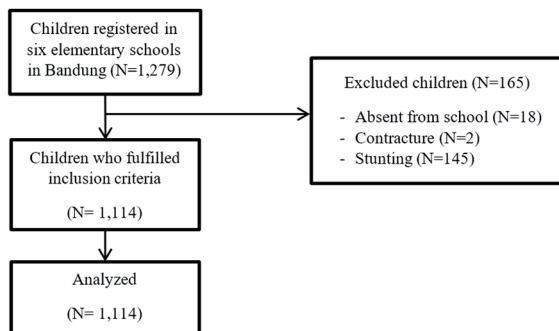 Children registered in
six elementary schools
in Bandung (N=1,279)
Excluded children (N=165)
- Absent from school (N=18)
- Contracture (N=2)
- Stunting (N=145)
Children who fulfilled
inclusion criteria
(N= 1,114)
Analyzed
(N= 1,114)